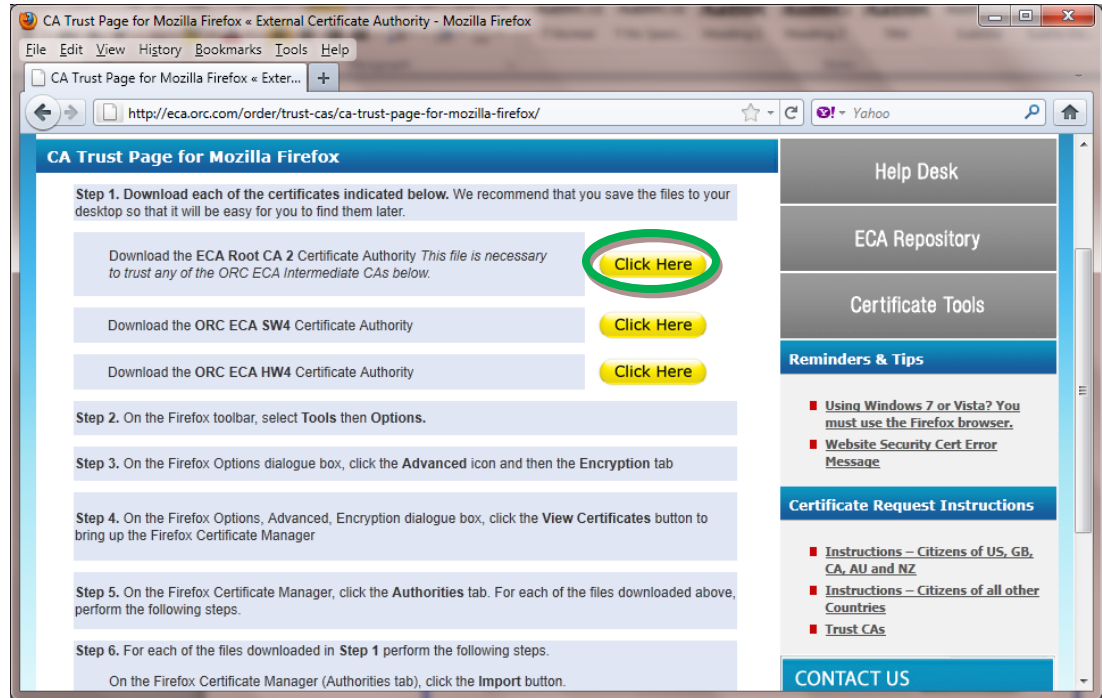 CA Trust Page for Mozilla Firefox « External Certificate Authority - Mozilla Firefox
File Edit View History Bookmarks Tools Help
CA Trust Page for Mozilla Firefox « Exter...
http://eca.orc.com/order/trust-cas/ca-trust-page-for-mozilla-firefox/
Yahoo
CA Trust Page for Mozilla Firefox
Step 1. Download each of the certificates indicated below. We recommend that you save the files to your
desktop so that it will be easy for you to find them later.
Download the ECA Root CA 2 Certificate Authority This file is necessary
to trust any of the ORC ECA Intermediate CAs below.
Click Here
Download the ORC ECA SW4 Certificate Authority
Click Here
Download the ORC ECA HW4 Certificate Authority
Click Here
Step 2. On the Firefox toolbar, select Tools then Options.
Step 3. On the Firefox Options dialogue box, click the Advanced icon and then the Encryption tab
Step 4. On the Firefox Options, Advanced, Encryption dialogue box, click the View Certificates button to
bring up the Firefox Certificate Manager
Step 5. On the Firefox Certificate Manager, click the Authorities tab. For each of the files downloaded above,
perform the following steps.
Step 6. For each of the files downloaded in Step 1 perform the following steps.
On the Firefox Certificate Manager (Authorities tab), click the Import button.
Help Desk
ECA Repository
Certificate Tools
Reminders & Tips
Using Windows 7 or Vista? You
must use the Firefox browser.
Website Security Cert Error
Message
Certificate Request Instructions
Instructions – Citizens of US, GB,
CA, AU and NZ
Instructions – Citizens of all other
Countries
Trust CAs
CONTACT US